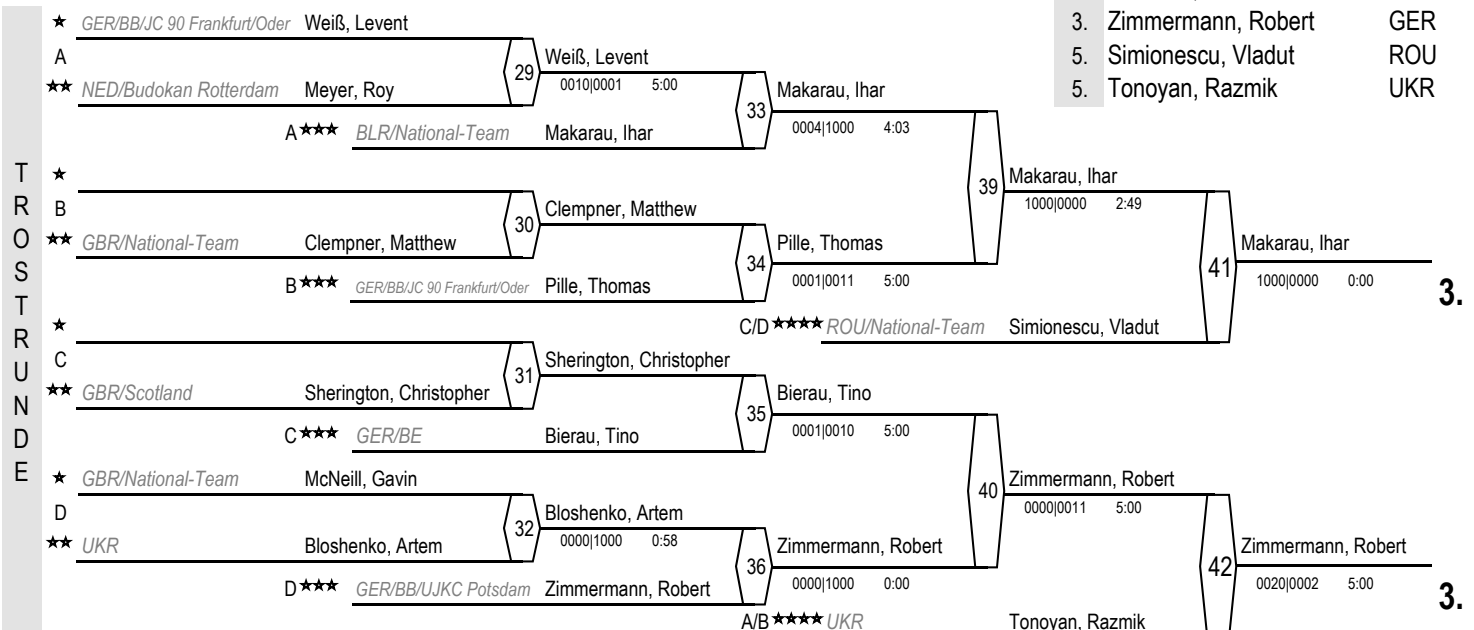 3. Zimmermann, Robert GER
5. Simionescu, Vladut ROU
5. Tonoyan, Razmik UKR
TROSTRUNDE
★ GER/BB/JC 90 Frankfurt/Oder Weiß, Levent
A
29 Weiß, Levent
0010|0001 5:00
★★ NED/Budokan Rotterdam Meyer, Roy
33 Makarau, Ihar
0004|1000 4:03
A★★★ BLR/National-Team Makarau, Ihar
39 Makarau, Ihar
1000|0000 2:49
★
B
30 Clempner, Matthew
★★ GBR/National-Team Clempner, Matthew
34 Pille, Thomas
0001|0011 5:00
B★★★ GER/BB/JC 90 Frankfurt/Oder Pille, Thomas
41 Makarau, Ihar
1000|0000 0:00
3.
C/D★★★★ ROU/National-Team Simionescu, Vladut
★
C
31 Sherington, Christopher
★★ GBR/Scotland Sherington, Christopher
35 Bierau, Tino
0001|0010 5:00
C★★★ GER/BE Bierau, Tino
40 Zimmermann, Robert
0000|0011 5:00
★ GBR/National-Team McNeill, Gavin
D
32 Bloshenko, Artem
0000|1000 0:58
★★ UKR Bloshenko, Artem
36 Zimmermann, Robert
0000|1000 0:00
D★★★ GER/BB/UJKC Potsdam Zimmermann, Robert
42 Zimmermann, Robert
0020|0002 5:00
3.
A/B★★★★ UKR Tonoyan, Razmik